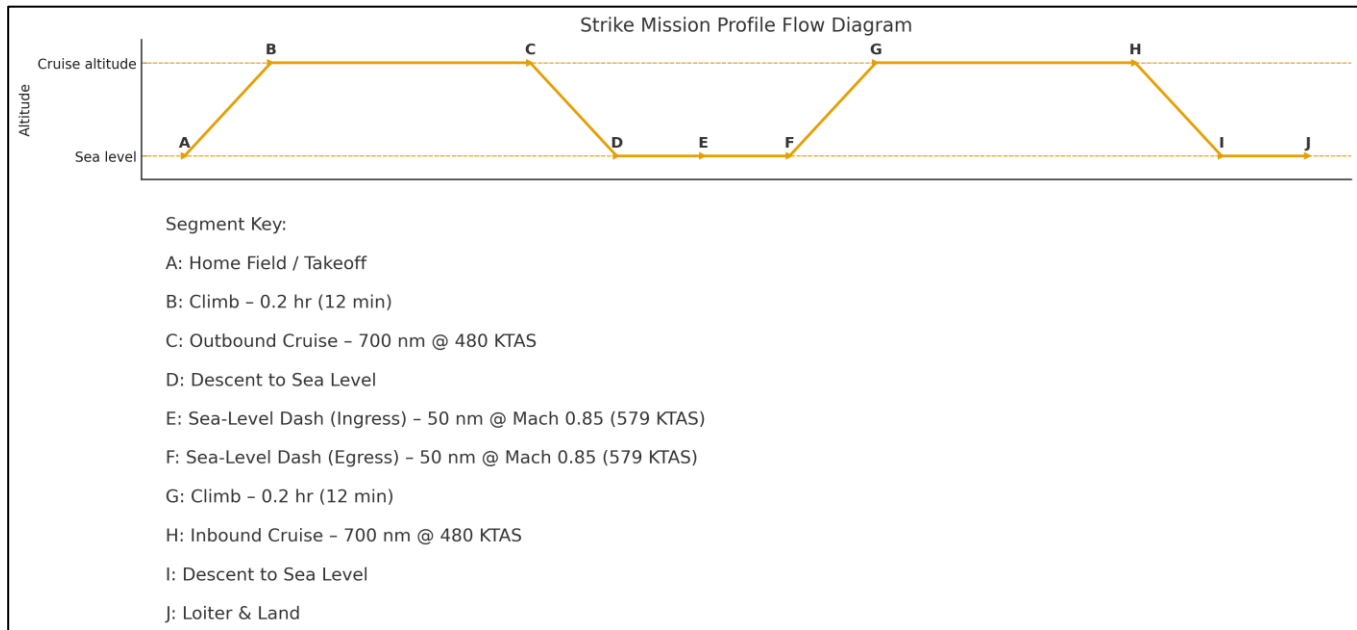 Strike Mission Profile Flow Diagram
B
C
G
H
Cruise altitude
Altitude
A
D
E
F
I
J
Sea level
Segment Key:
A: Home Field / Takeoff
B: Climb – 0.2 hr (12 min)
C: Outbound Cruise – 700 nm @ 480 KTAS
D: Descent to Sea Level
E: Sea-Level Dash (Ingress) – 50 nm @ Mach 0.85 (579 KTAS)
F: Sea-Level Dash (Egress) – 50 nm @ Mach 0.85 (579 KTAS)
G: Climb – 0.2 hr (12 min)
H: Inbound Cruise – 700 nm @ 480 KTAS
I: Descent to Sea Level
J: Loiter & Land